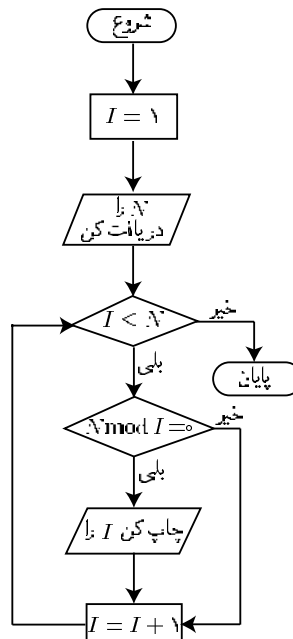 شروع
I = ۱
N را
دریافت کن
I < N
خیر
بلی
پایان
N mod I = ۰
خیر
بلی
چاپ کن I را
I = I + ۱